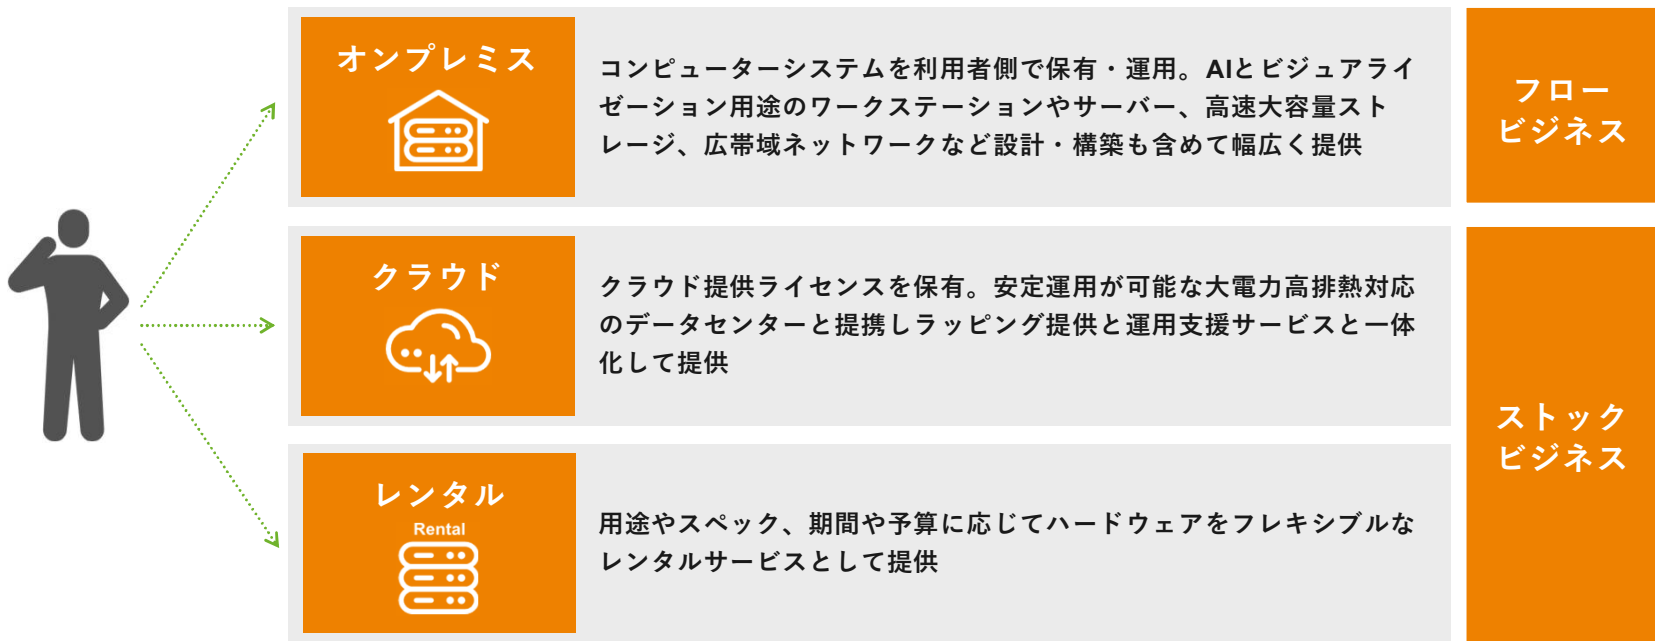 オンプレミス
コンピューターシステムを利用者側で保有・運用。AIとビジュアライ
ゼーション用途のワークステーションやサーバー、高速大容量スト
レージ、広帯域ネットワークなど設計・構築も含めて幅広く提供
フロー
ビジネス
クラウド
クラウド提供ライセンスを保有。安定運用が可能な大電力高排熱対応
のデータセンターと提携しラッピング提供と運用支援サービスと一体
化して提供
ストック
ビジネス
レンタル
Rental
用途やスペック、期間や予算に応じてハードウェアをフレキシブルな
レンタルサービスとして提供